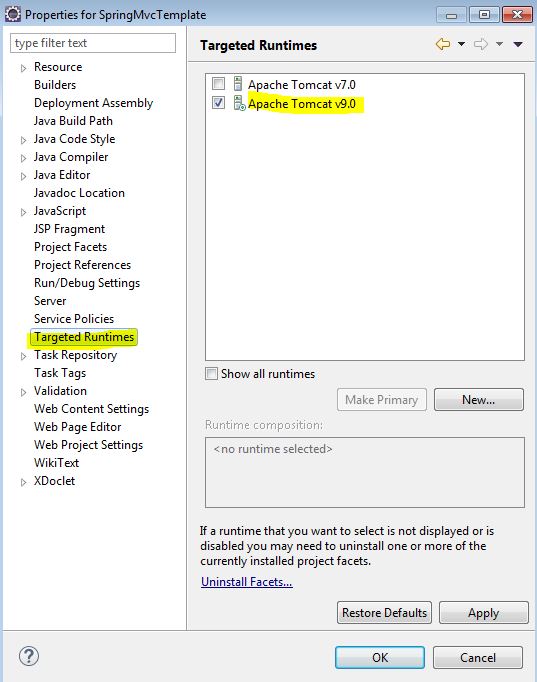 Properties for SpringMvcTemplate
type filter text
Resource
Builders
Deployment Assembly
Java Build Path
Java Code Style
Java Compiler
Java Editor
Javadoc Location
JavaScript
JSP Fragment
Project Facets
Project References
Run/Debug Settings
Server
Service Policies
Targeted Runtimes
Task Repository
Task Tags
Validation
Web Content Settings
Web Page Editor
Web Project Settings
WikiText
XDoclet
Targeted Runtimes
Apache Tomcat v7.0
Apache Tomcat v9.0
Show all runtimes
Make Primary
New...
Runtime composition:
<no runtime selected>
If a runtime that you want to select is not displayed or is
disabled you may need to uninstall one or more of the
currently installed project facets.
Uninstall Facets...
Restore Defaults
Apply
?
OK
Cancel